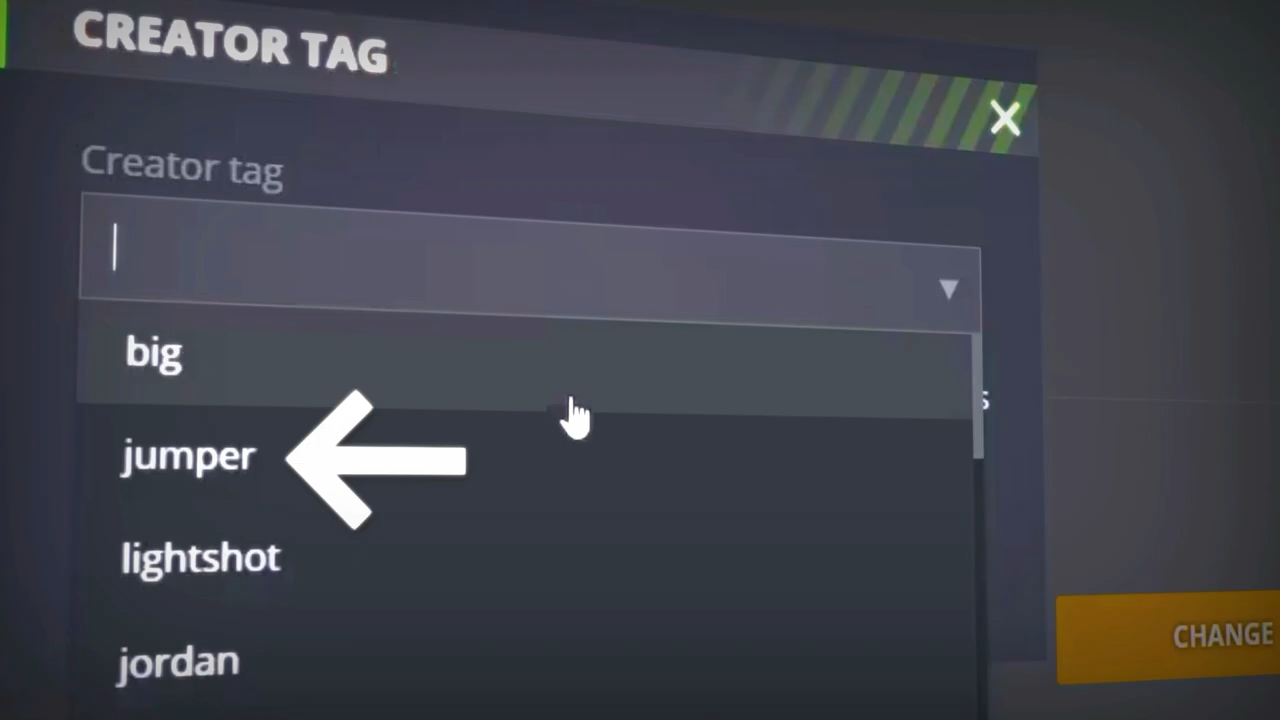 CREATOR TAG
Creator tag
big
s
jumper
lightshot
jordan
CHANGE